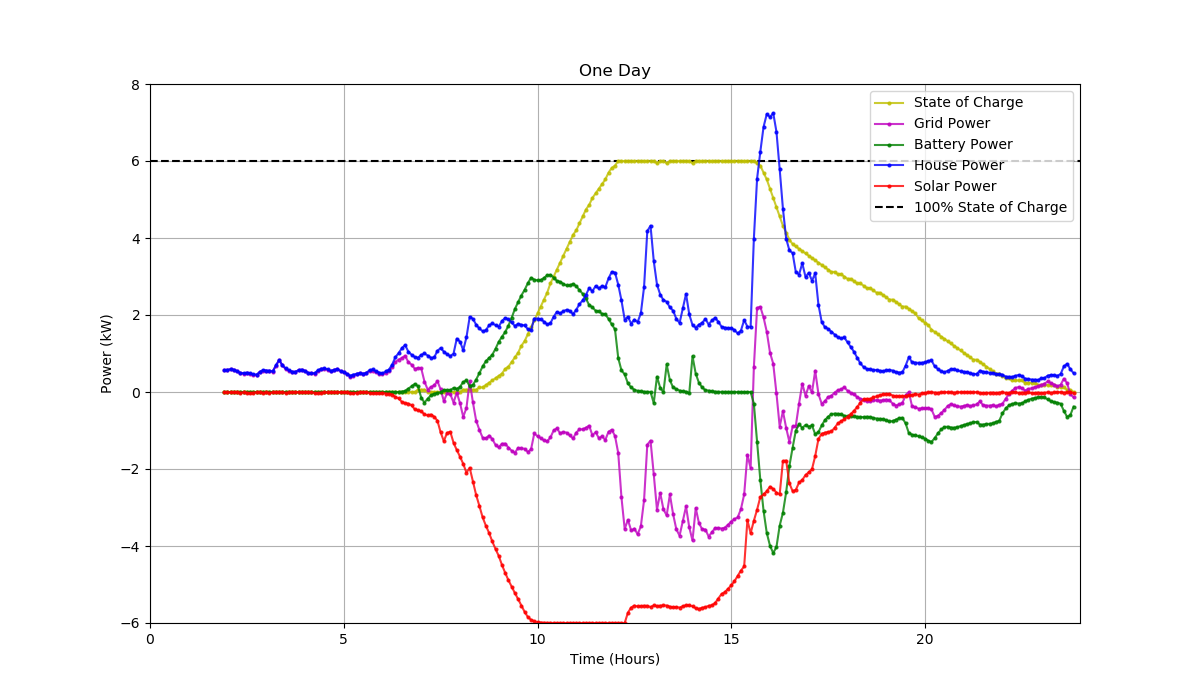 One Day
Power (kW)
8
6
4
2
0
−2
−4
−6
State of Charge
Grid Power
Battery Power
House Power
Solar Power
100% State of Charge
0 5 10 15 20
Time (Hours)